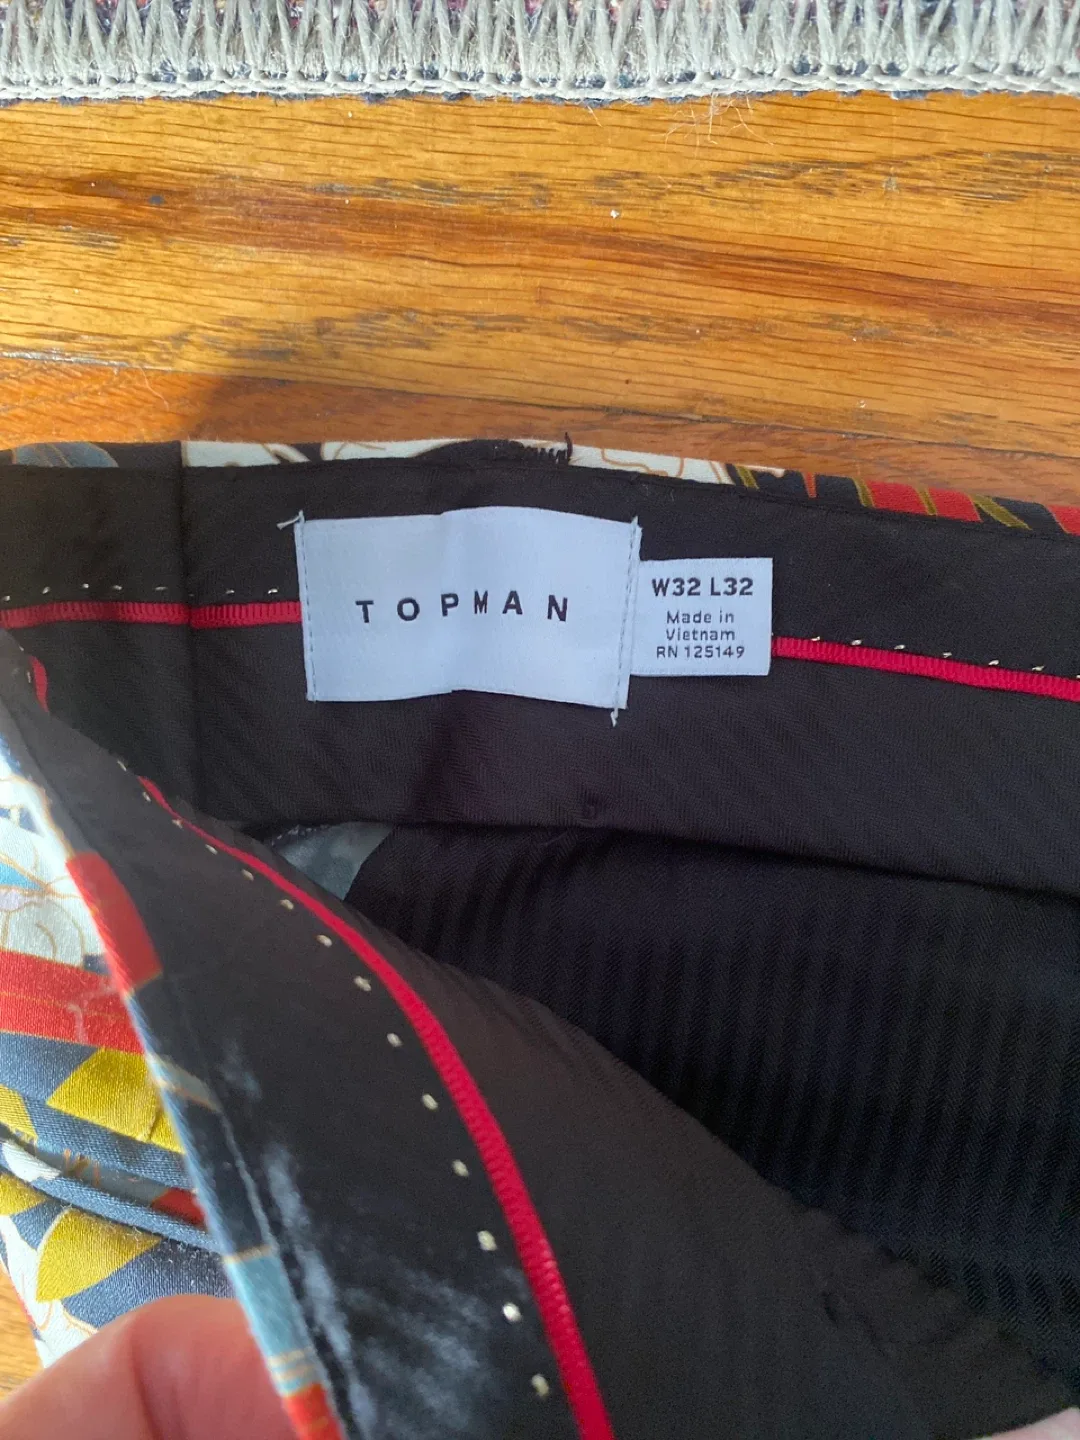 TOPMAN
W32 L32
Made in
Vietnam
RN 125149